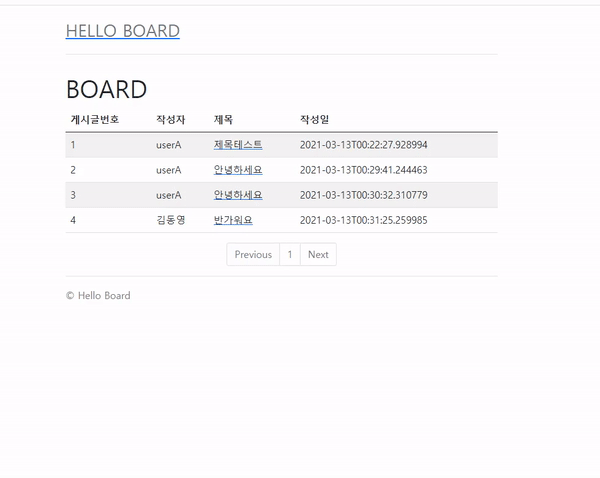 HELLO BOARD
BOARD
게시글번호 작성자 제목 작성일
1 userA 제목테스트 2021-03-13T00:22:27.928994
2 userA 안녕하세요 2021-03-13T00:29:41.244463
3 userA 안녕하세요 2021-03-13T00:30:32.310779
4 김동영 반가워요 2021-03-13T00:31:25.259985
Previous 1 Next
© Hello Board